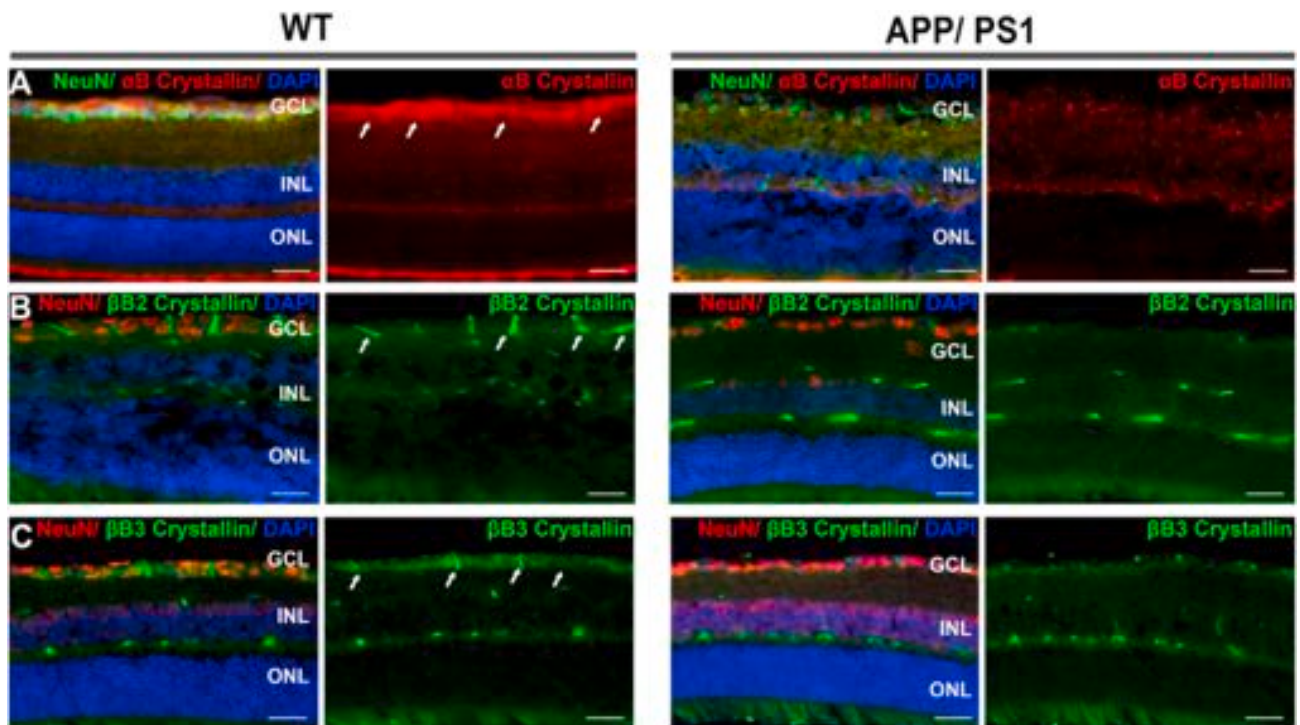 WT
APP/ PS1
A
NeuN/ αB Crystallin/ DAPI
GCL
INL
ONL
αB Crystallin
NeuN/ αB Crystallin/ DAPI
GCL
INL
ONL
αB Crystallin
B
NeuN/ βB2 Crystallin/ DAPI
GCL
INL
ONL
βB2 Crystallin
NeuN/ βB2 Crystallin/ DAPI
GCL
INL
ONL
βB2 Crystallin
C
NeuN/ βB3 Crystallin/ DAPI
GCL
INL
ONL
βB3 Crystallin
NeuN/ βB3 Crystallin/ DAPI
GCL
INL
ONL
βB3 Crystallin